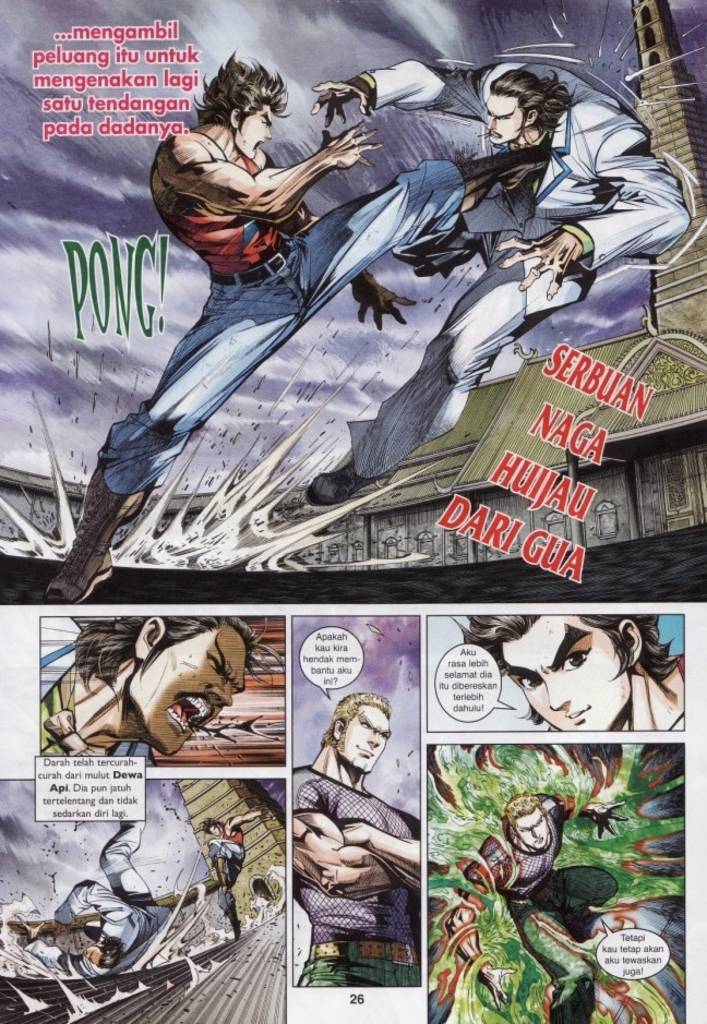 ...mengambil
peluang itu untuk
mengenakan lagi
satu tendangan
pada dadanya.
PONG!
SERBUAN
NAGA
HUIJAU
DARI GUA
Darah telah tercurah-
curah dari mulut Dewa
Api. Dia pun jatuh
tertelentang dan tidak
sedarkan diri lagi.
Apakah
kau kira
hendak mem-
bantu aku
ini?
Aku
rasa lebih
selamat dia
itu dibereskan
terlebih
dahulu!
Tetapi
kau tetap akan
aku tewaskan
juga!
26